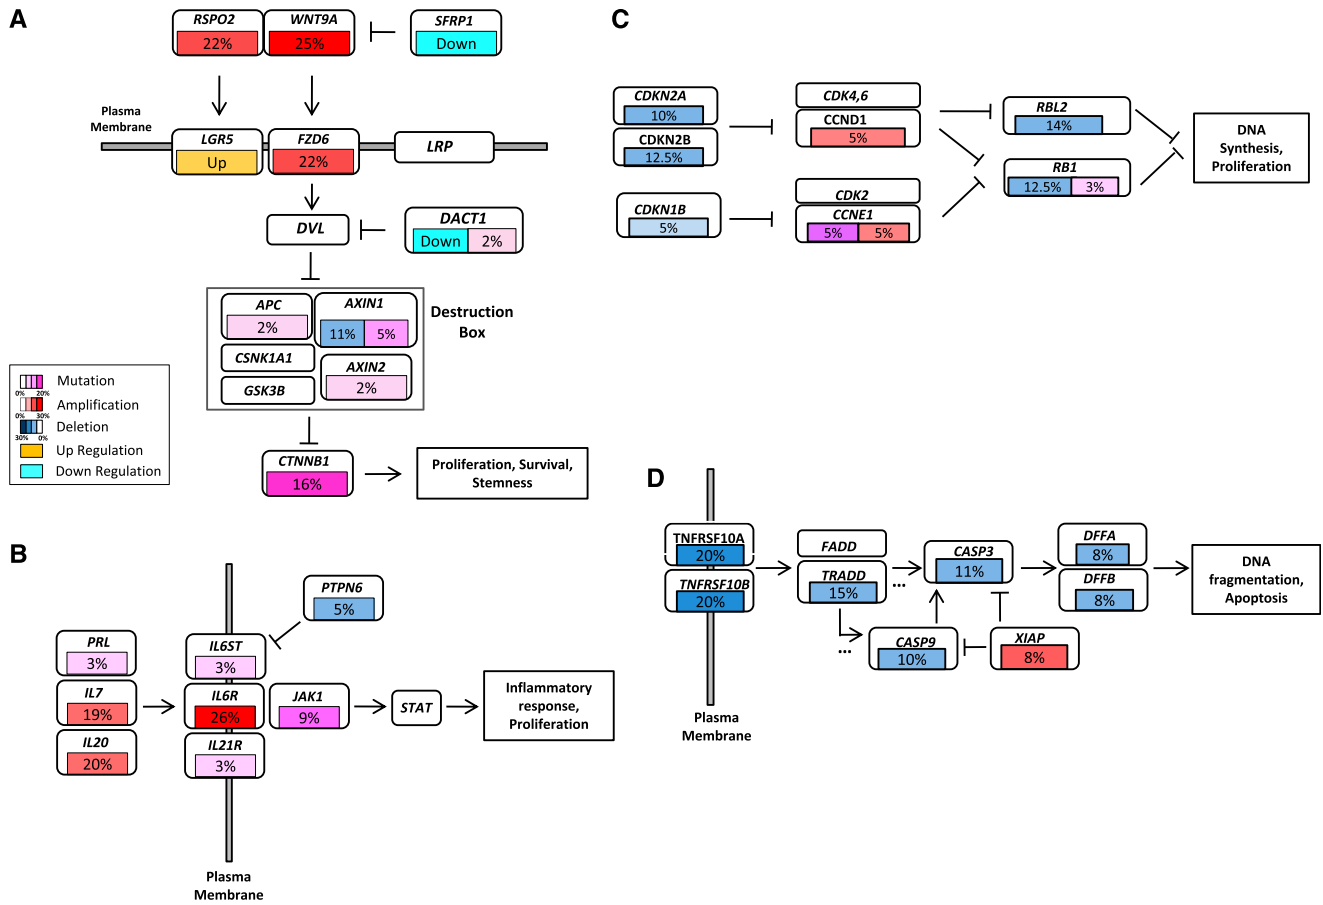 A
RSPO2
22%
WNT9A
25%
SFRP1
Down
Plasma
Membrane
LGR5
Up
FZD6
22%
LRP
DVL
DACT1
Down
2%
APC
2%
AXIN1
11%
5%
CSNK1A1
GSK3B
AXIN2
2%
Destruction
Box
CTNNB1
16%
Proliferation, Survival,
Stemness
Mutation
0%
20%
Amplification
0%
30%
Deletion
30%
0%
Up Regulation
Down Regulation
B
PTPN6
5%
PRL
3%
IL7
19%
IL20
20%
IL6ST
3%
IL6R
26%
IL21R
3%
JAK1
9%
STAT
Inflammatory
response,
Proliferation
Plasma
Membrane
C
CDKN2A
10%
CDKN2B
12.5%
CDKN1B
5%
CDK4,6
CCND1
5%
CDK2
CCNE1
5%
5%
RBL2
14%
RB1
12.5%
3%
DNA
Synthesis,
Proliferation
D
TNFRSF10A
20%
TNFRSF10B
20%
Plasma
Membrane
FADD
TRADD
15%
...
...
CASP3
11%
CASP9
10%
XIAP
8%
DFFA
8%
DFFB
8%
DNA
fragmentation,
Apoptosis